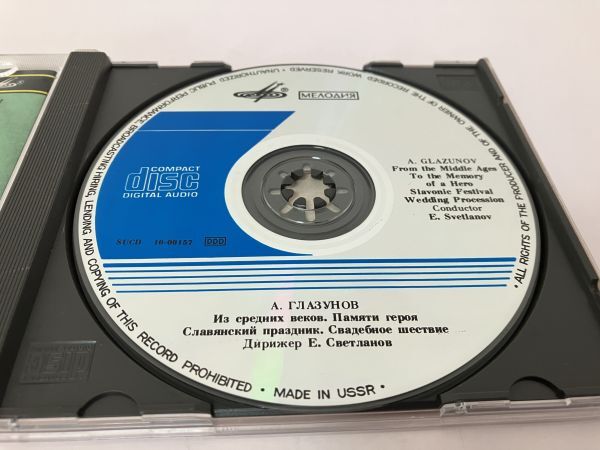 МЕЛОДИЯ
COMPACT
disc
DIGITAL AUDIO
SUCD 10-00157 DDD
A. GLAZUNOV
From the Middle Ages
To the Memory
of a Hero
Slavonic Festival
Wedding Procession
Conductor
E. Svetlanov
А. ГЛАЗУНОВ
Из средних веков. Памяти героя
Славянский праздник. Свадебное шествие
Дирижер Е. Светланов
• ALL RIGHTS OF THE PRODUCER AND OF THE OWNER OF THE RECORDED WORK RESERVED • UNAUTHORIZED PUBLIC PERFORMANCE BROADCASTING HIRING, LENDING AND COPYING OF THIS RECORD PROHIBITED • MADE IN USSR •